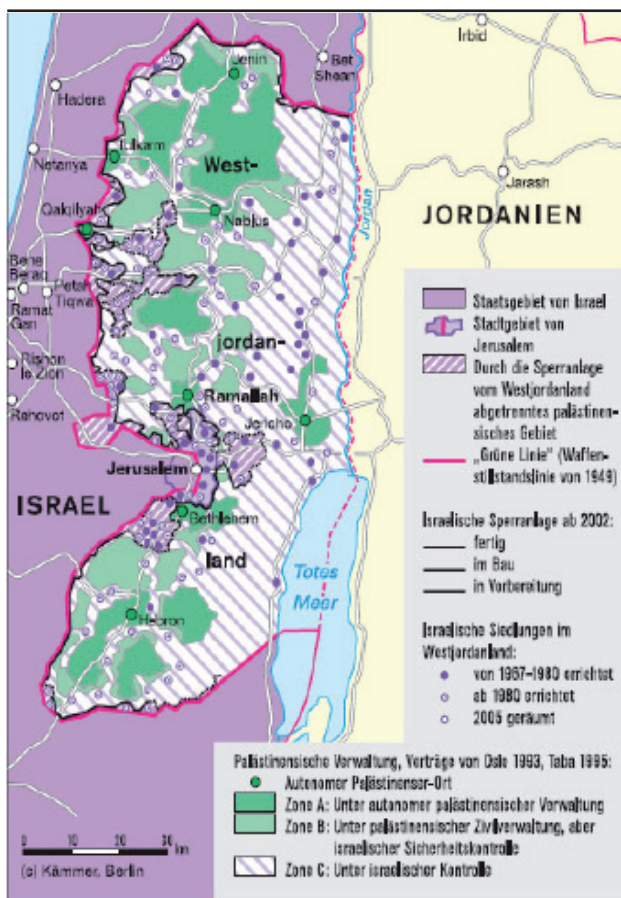 Irbid
Bet
Shean
Jenin
Hadera
Tulkarm
Netanya
West-
Jarash
Nablus
Qalqilyah
JORDANIEN
Jordan
Bene
Beraq
Petah
Tiqwa
Ramat
Gan
jordan-
Rishon
le Zion
Ramallah
Jericho
Rehovot
Jerusalem
ISRAEL
Bethlehem
land
Totes
Meer
Hebron
Staatsgebiet von Israel
Stadtgebiet von
Jerusalem
Durch die Sperranlage
vom Westjordanland
abgetrenntes palästinen-
sisches Gebiet
„Grüne Linie" (Waffen-
stillstandslinie von 1949)
Israelische Sperranlage ab 2002:
fertig
im Bau
in Vorbereitung
Israelische Siedlungen im
Westjordanland:
von 1967–1980 errichtet
ab 1980 errichtet
2005 geräumt
Palästinensische Verwaltung, Verträge von Oslo 1993, Taba 1995:
Autonomer Palästinenser-Ort
Zone A: Unter autonomer palästinensischer Verwaltung
Zone B: Unter palästinensischer Zivilverwaltung, aber
israelischer Sicherheitskontrolle
Zone C: Unter israelischer Kontrolle
0 10 20 30
km
(c) Kämmer, Berlin